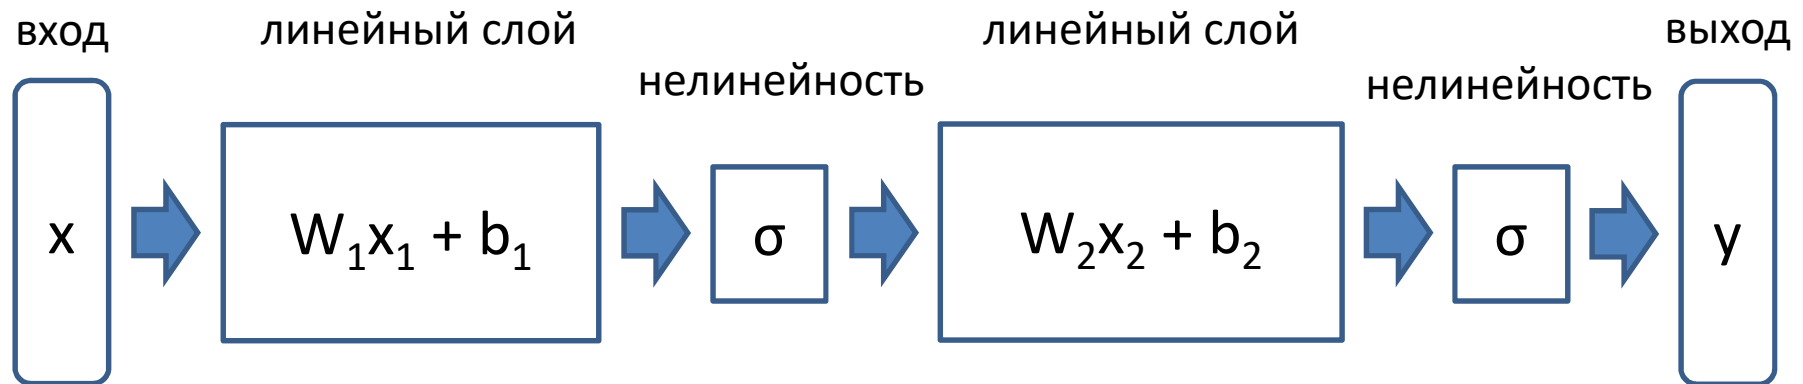 вход
линейный слой
линейный слой
выход
нелинейность
нелинейность
x
W₁x₁ + b₁
σ
W₂x₂ + b₂
σ
y